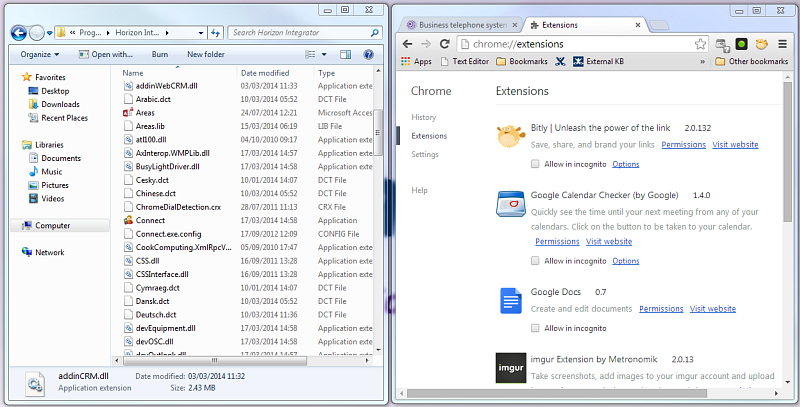 « Prog... ▸ Horizon Int... ▸
Search Horizon Integrator
Organize
Open with...
Burn
New folder
Favorites
Desktop
Downloads
Recent Places
Libraries
Documents
Music
Pictures
Videos
Computer
Network
Name Date modified Type
addinWebCRM.dll 03/03/2014 11:33 Application exte
Arabic.dct 10/03/2014 05:52 DCT File
Areas 24/07/2014 12:21 Microsoft Acces
Areas.lib 15/03/2014 06:19 LIB File
atl100.dll 04/10/2010 09:17 Application exte
AxInterop.WMPLib.dll 17/03/2014 14:57 Application exte
BusyLightDriver.dll 17/03/2014 14:58 Application exte
Cesky.dct 10/01/2014 14:07 DCT File
Chinese.dct 10/03/2014 05:52 DCT File
ChromeDialDetection.crx 28/07/2011 11:13 CRX File
Connect 17/03/2014 14:58 Application
Connect.exe.config 17/09/2012 12:09 CONFIG File
CookComputing.XmlRpcV... 05/09/2010 17:47 Application exte
CSS.dll 16/09/2011 13:28 Application exte
CSSInterface.dll 16/09/2011 13:28 Application exte
Cymraeg.dct 10/01/2014 14:07 DCT File
Dansk.dct 10/03/2014 05:52 DCT File
Deutsch.dct 10/03/2014 11:36 DCT File
devEquipment.dll 17/03/2014 14:58 Application exte
devOSC.dll 17/03/2014 14:58 Application exte
devOutlook.dll 17/03/2014 14:57 Application exte
addinCRM.dll Date modified: 03/03/2014 11:32
Application extension Size: 2.43 MB
Business telephone system
Extensions
chrome://extensions
Apps
Text Editor
Bookmarks
External KB
»
Other bookmarks
Chrome
History
Extensions
Settings
Help
Extensions
Bitly | Unleash the power of the link 2.0.132
Save, share, and brand your links Permissions Visit website
Allow in incognito Options
Google Calendar Checker (by Google) 1.4.0
Quickly see the time until your next meeting from any of your
calendars. Click on the button to be taken to your calendar.
Permissions Visit website
Allow in incognito Options
Google Docs 0.7
Create and edit documents Permissions Visit website
Allow in incognito
imgur
imgur Extension by Metronomik 2.0.13
Take screenshots, add images to your imgur account and upload